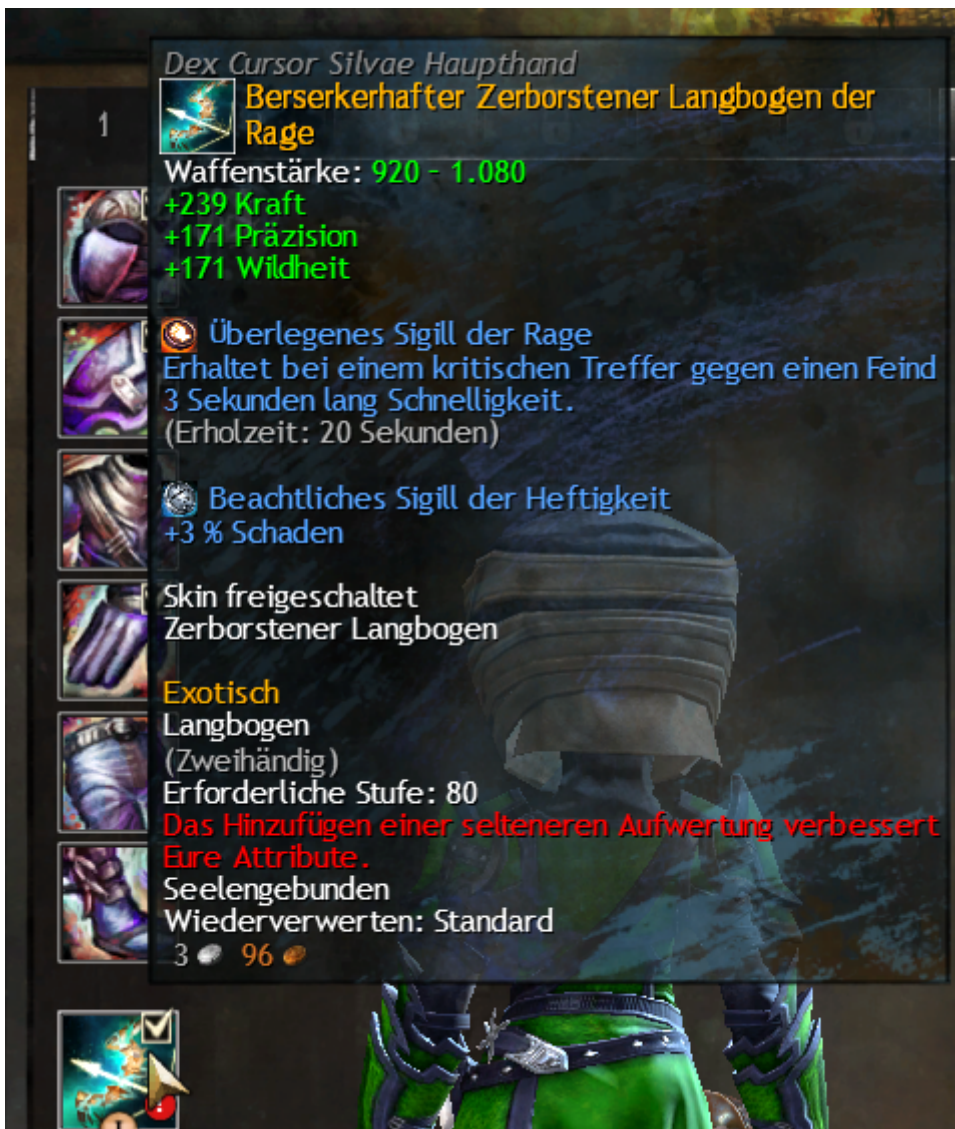 Dex Cursor Silvae Haupthand
Berserkerhafter Zerborstener Langbogen der
Rage
1
Waffenstärke: 920 - 1.080
+239 Kraft
+171 Präzision
+171 Wildheit
Überlegenes Sigill der Rage
Erhaltet bei einem kritischen Treffer gegen einen Feind
3 Sekunden lang Schnelligkeit.
(Erholzeit: 20 Sekunden)
Beachtliches Sigill der Heftigkeit
+3 % Schaden
Skin freigeschaltet
Zerborstener Langbogen
Exotisch
Langbogen
(Zweihändig)
Erforderliche Stufe: 80
Das Hinzufügen einer selteneren Aufwertung verbessert
Eure Attribute.
Seelengebunden
Wiederverwerten: Standard
3 96